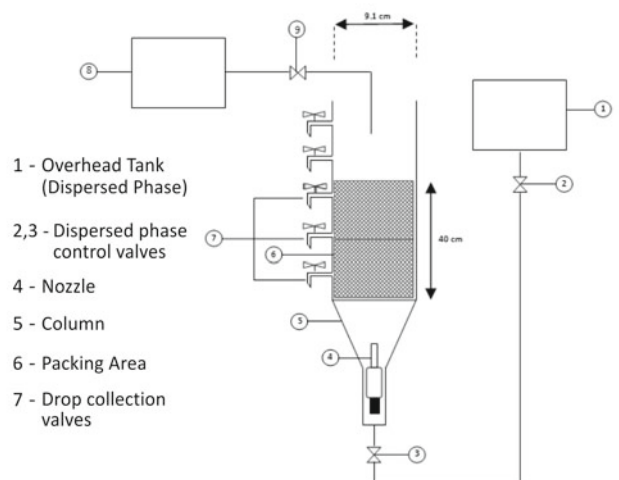 9.1 cm
9
8
1
1 - Overhead Tank
(Dispersed Phase)
2
2,3 - Dispersed phase
control valves
7
40 cm
6
4 - Nozzle
5 - Column
5
6 - Packing Area
4
7 - Drop collection
valves
3